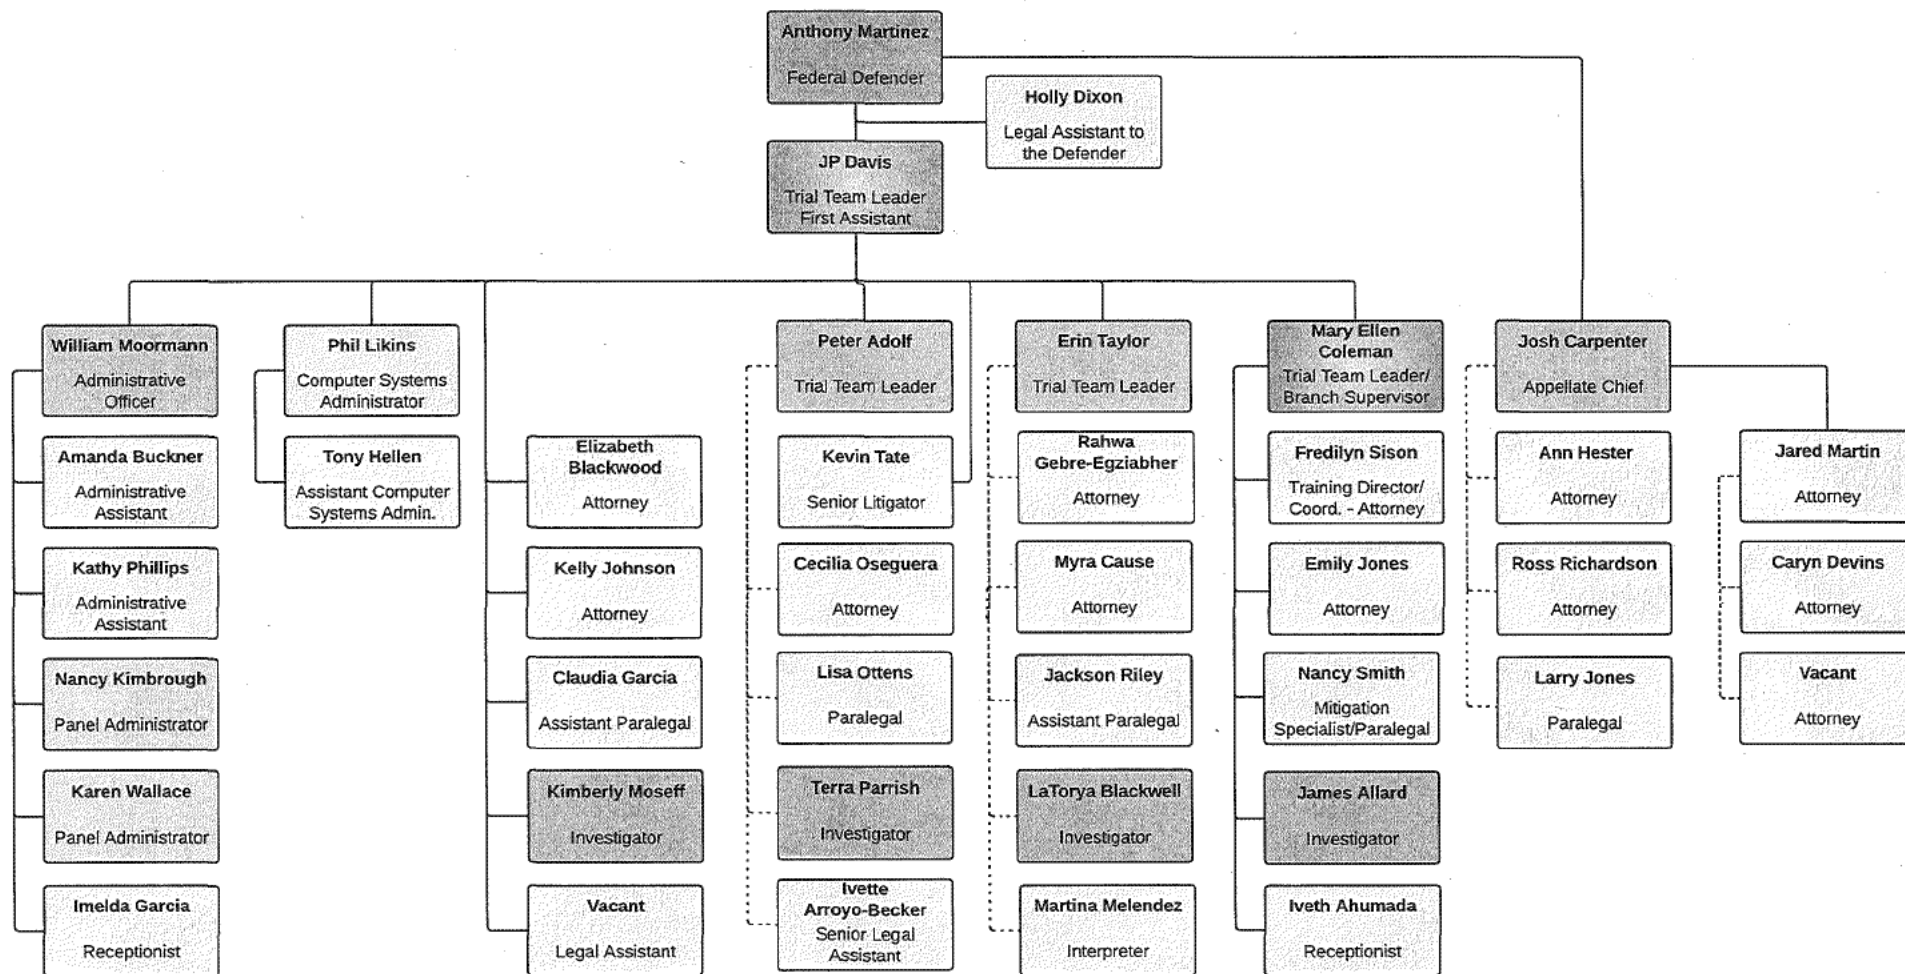 Anthony Martinez
Federal Defender
Holly Dixon
Legal Assistant to
the Defender
JP Davis
Trial Team Leader
First Assistant
William Moormann
Administrative
Officer
Amanda Buckner
Administrative
Assistant
Kathy Phillips
Administrative
Assistant
Nancy Kimbrough
Panel Administrator
Karen Wallace
Panel Administrator
Imelda Garcia
Receptionist
Phil Likins
Computer Systems
Administrator
Tony Hellen
Assistant Computer
Systems Admin.
Elizabeth
Blackwood
Attorney
Kelly Johnson
Attorney
Claudia Garcia
Assistant Paralegal
Kimberly Moseff
Investigator
Vacant
Legal Assistant
Peter Adolf
Trial Team Leader
Kevin Tate
Senior Litigator
Cecilia Oseguera
Attorney
Lisa Ottens
Paralegal
Terra Parrish
Investigator
Ivette
Arroyo-Becker
Senior Legal
Assistant
Erin Taylor
Trial Team Leader
Rahwa
Gebre-Egziabher
Attorney
Myra Cause
Attorney
Jackson Riley
Assistant Paralegal
LaTorya Blackwell
Investigator
Martina Melendez
Interpreter
Mary Ellen
Coleman
Trial Team Leader/
Branch Supervisor
Fredilyn Sison
Training Director/
Coord. - Attorney
Emily Jones
Attorney
Nancy Smith
Mitigation
Specialist/Paralegal
James Allard
Investigator
Iveth Ahumada
Receptionist
Josh Carpenter
Appellate Chief
Ann Hester
Attorney
Ross Richardson
Attorney
Larry Jones
Paralegal
Jared Martin
Attorney
Caryn Devins
Attorney
Vacant
Attorney